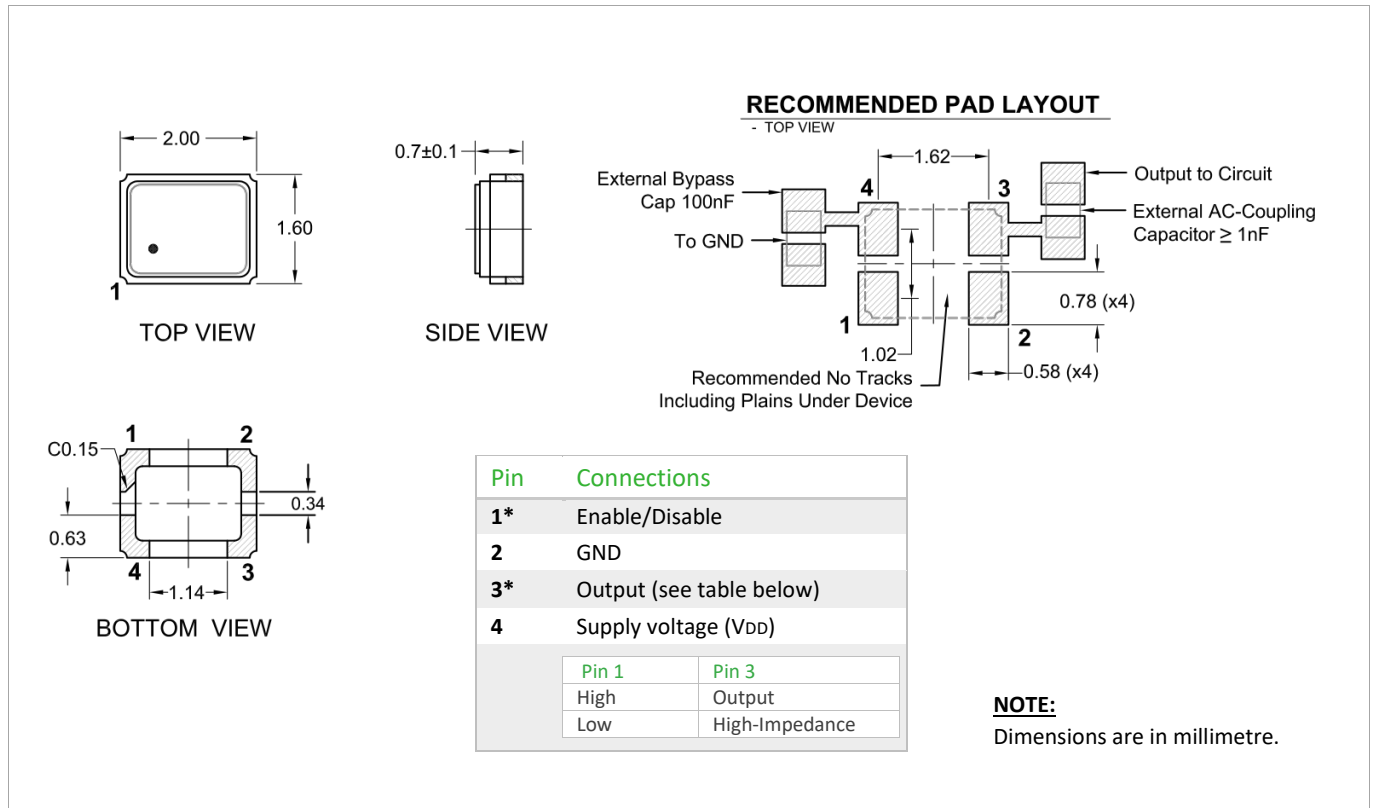 RECOMMENDED PAD LAYOUT
- TOP VIEW
2.00
1.60
1
TOP VIEW
0.7±0.1
SIDE VIEW
1.62
4
3
External Bypass
Cap 100nF
To GND
Output to Circuit
External AC-Coupling
Capacitor ≥ 1nF
0.78 (x4)
1
2
1.02
0.58 (x4)
Recommended No Tracks
Including Plains Under Device
1
2
C0.15
0.34
0.63
4
3
1.14
BOTTOM VIEW
Pin Connections
1* Enable/Disable
2 GND
3* Output (see table below)
4 Supply voltage (VDD)
Pin 1 Pin 3
High Output
Low High-Impedance
NOTE:
Dimensions are in millimetre.